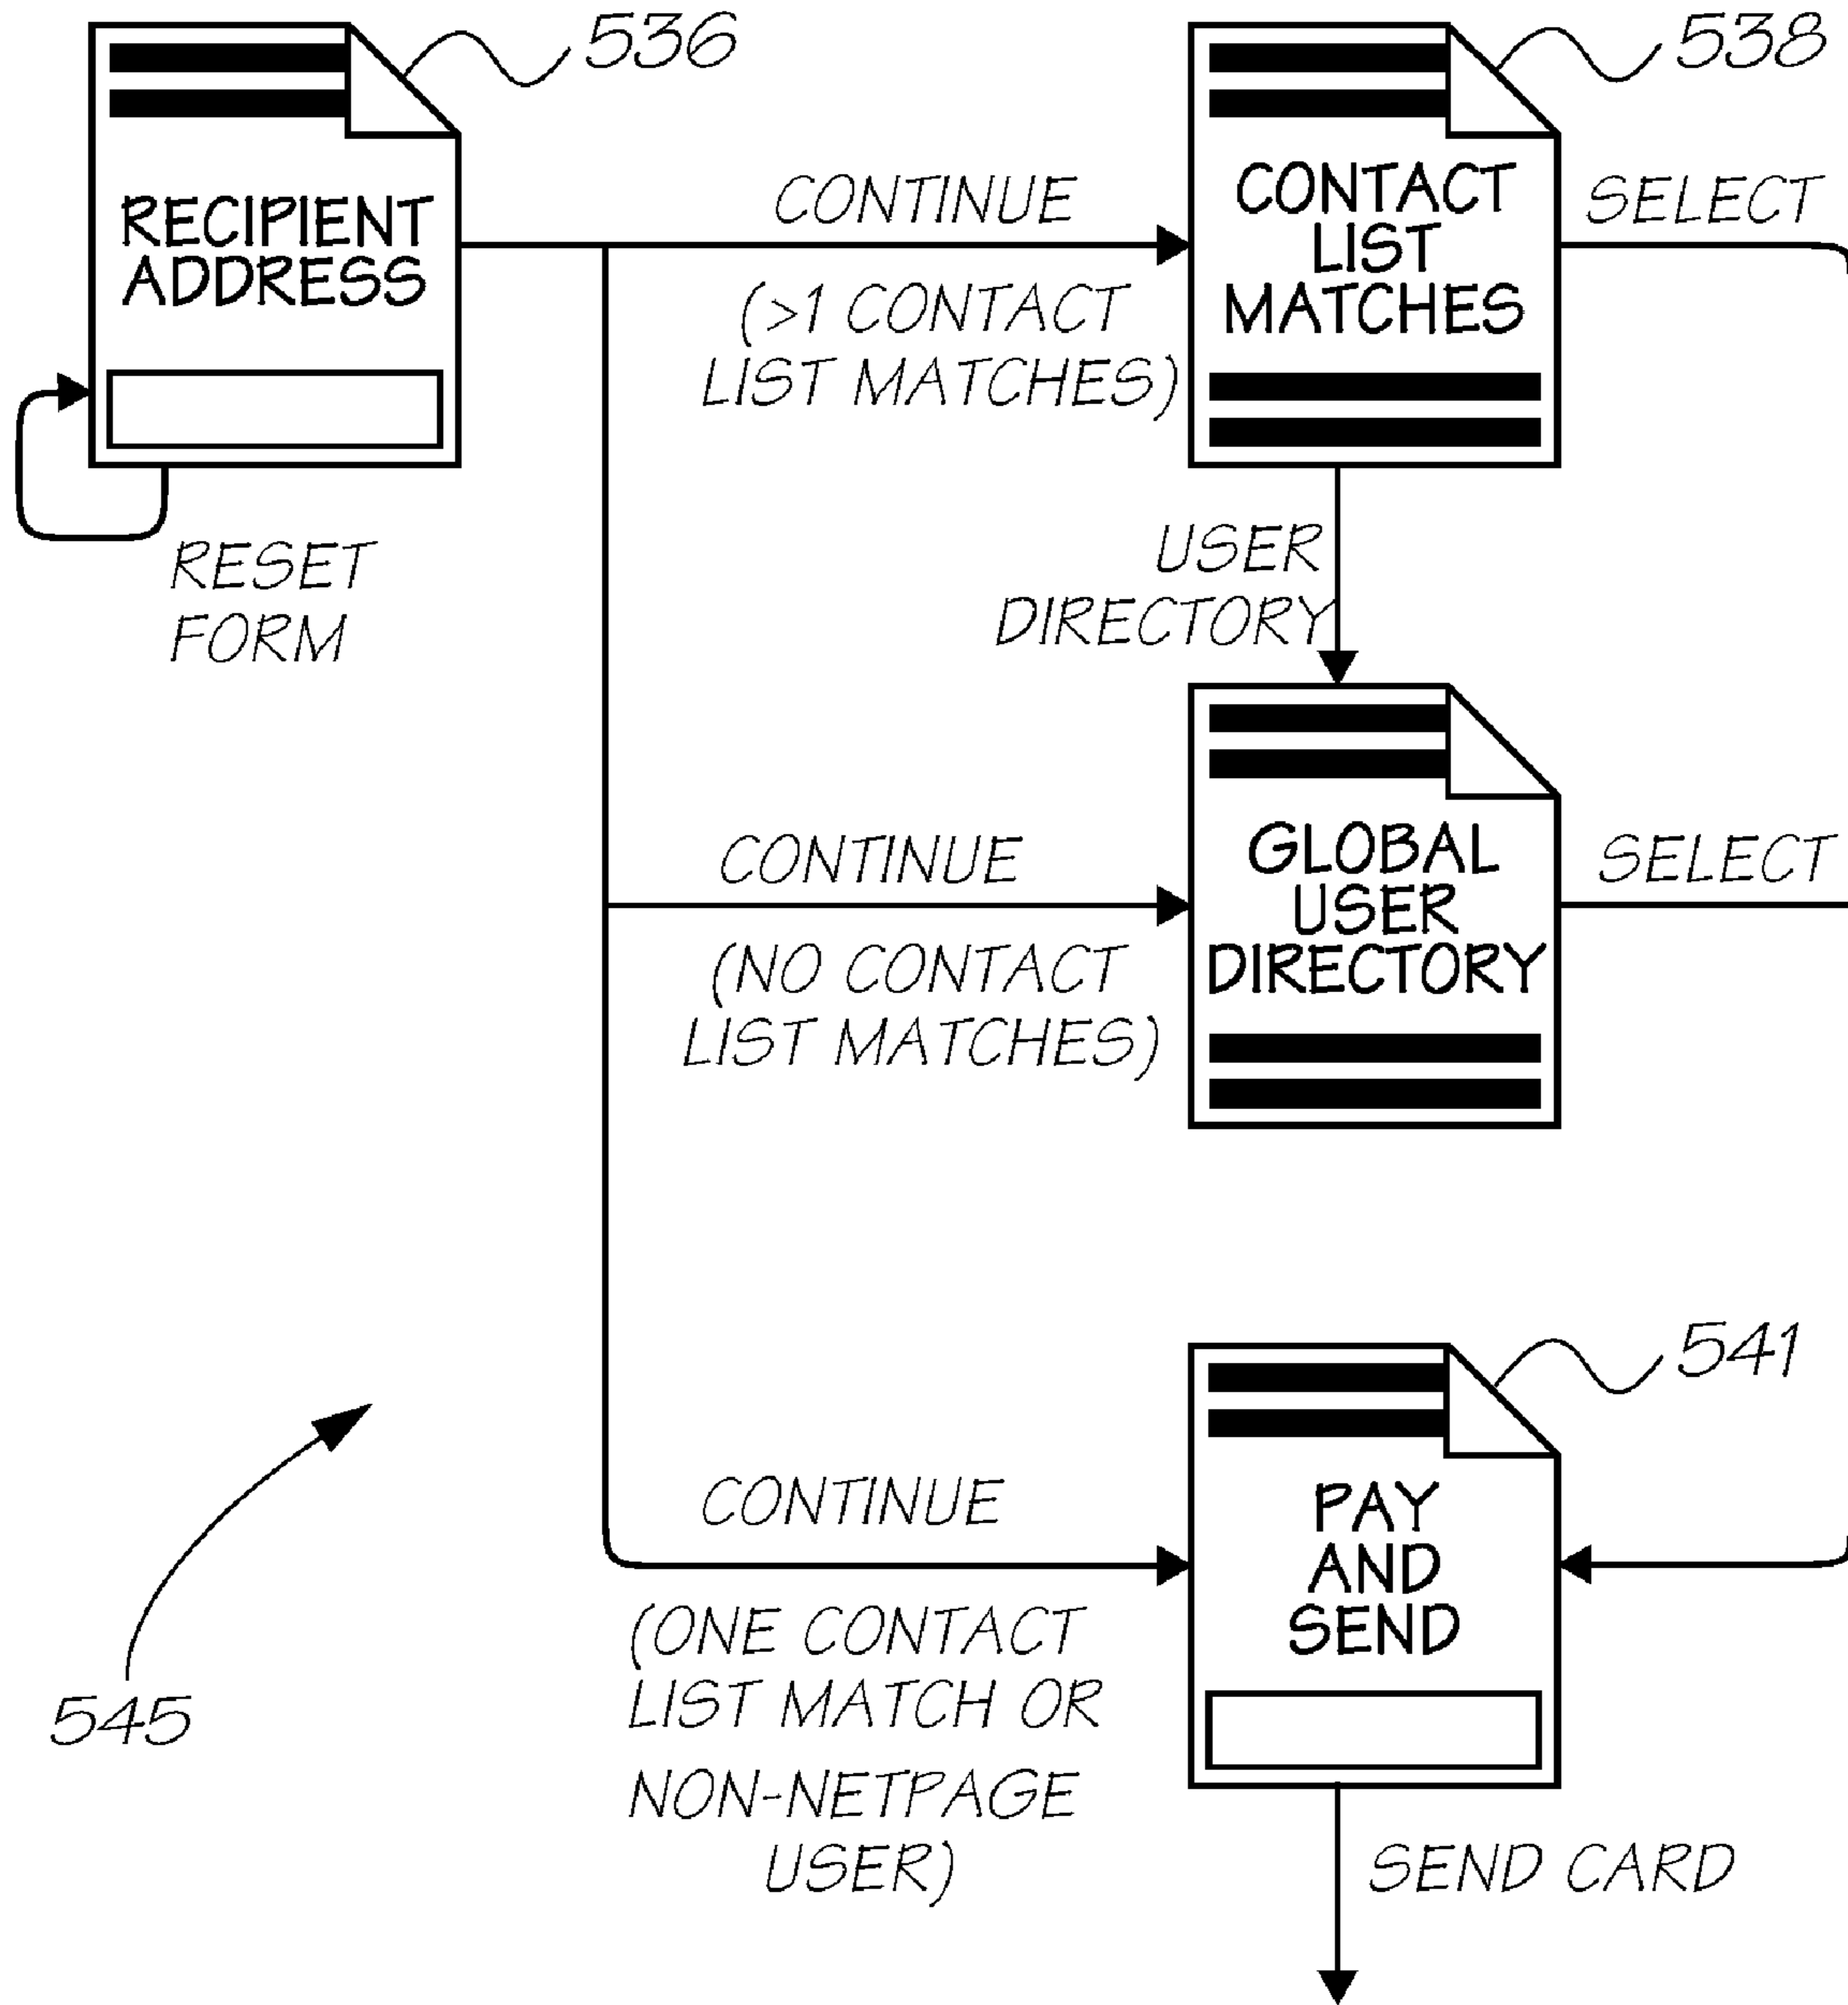 536
538
RECIPIENT
ADDRESS
CONTINUE
(>1 CONTACT
LIST MATCHES)
CONTACT
LIST
MATCHES
SELECT
RESET
FORM
USER
DIRECTORY
CONTINUE
(NO CONTACT
LIST MATCHES)
GLOBAL
USER
DIRECTORY
SELECT
541
CONTINUE
(ONE CONTACT
LIST MATCH OR
NON-NETPAGE
USER)
PAY
AND
SEND
545
SEND CARD